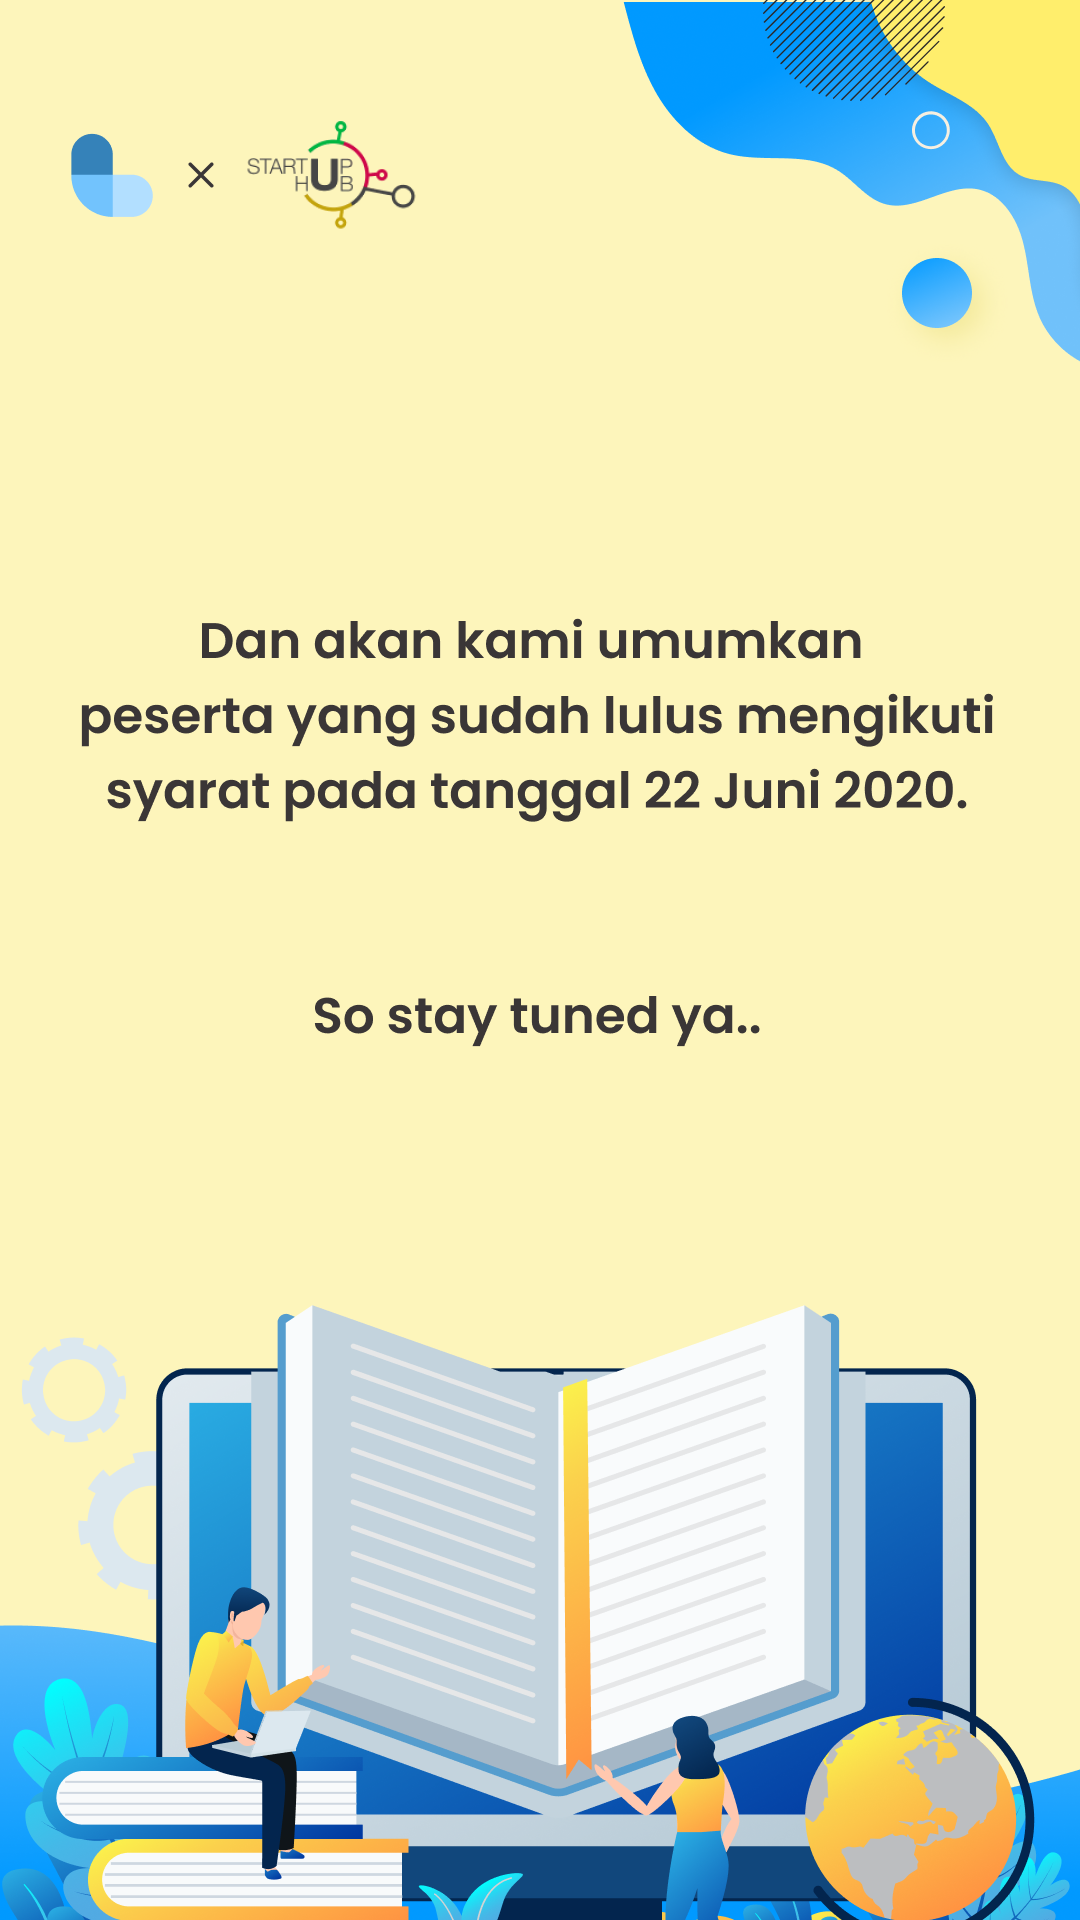 START UP
HUB
Dan akan kami umumkan
peserta yang sudah lulus mengikuti
syarat pada tanggal 22 Juni 2020.
So stay tuned ya..